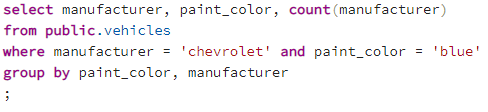 select manufacturer, paint_color, count(manufacturer)
from public.vehicles
where manufacturer = 'chevrolet' and paint_color = 'blue'
group by paint_color, manufacturer
;